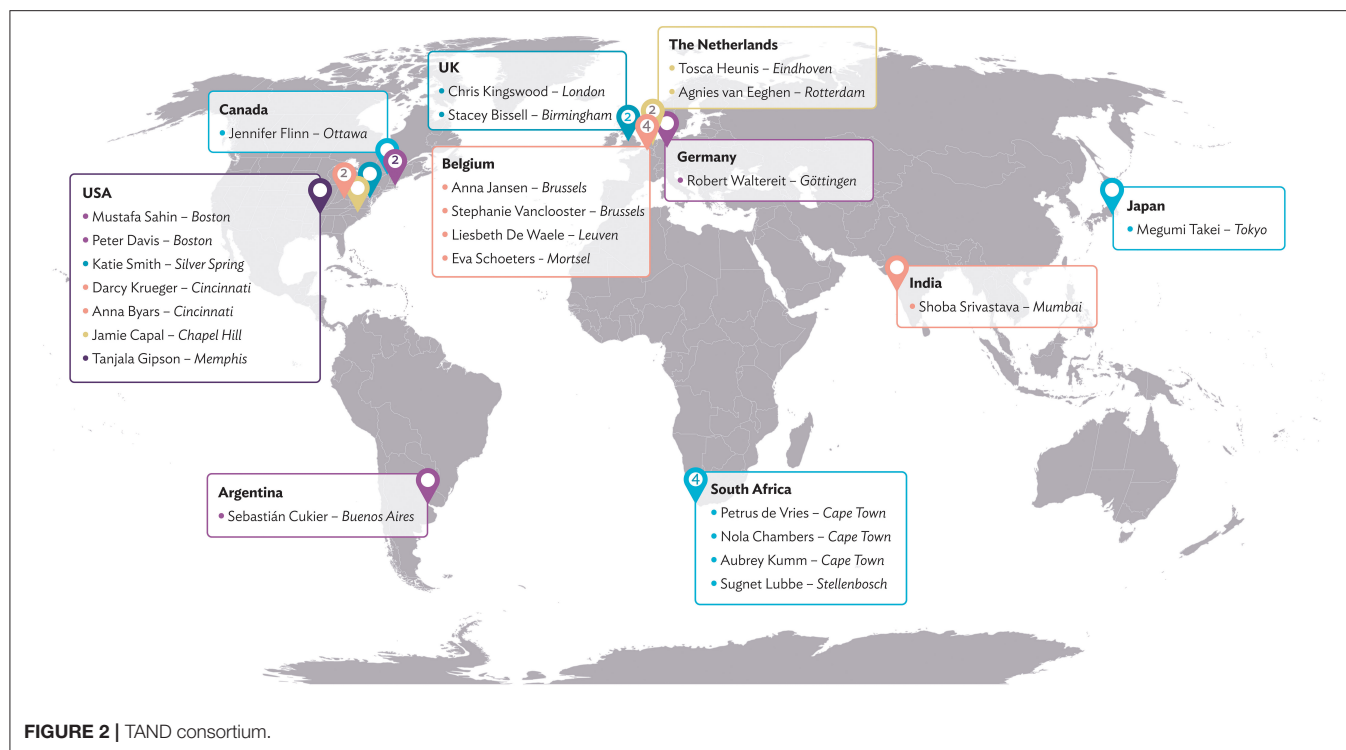 The Netherlands
• Tosca Heunis – Eindhoven
• Agnies van Eeghen – Rotterdam
2
UK
• Chris Kingswood – London
• Stacey Bissell – Birmingham
2
4
Canada
• Jennifer Flinn – Ottawa
2
2
Belgium
• Anna Jansen – Brussels
• Stephanie Vanclooster – Brussels
• Liesbeth De Waele – Leuven
• Eva Schoeters - Mortsel
Germany
• Robert Waltereit – Göttingen
USA
• Mustafa Sahin – Boston
• Peter Davis – Boston
• Katie Smith – Silver Spring
• Darcy Krueger – Cincinnati
• Anna Byars – Cincinnati
• Jamie Capal – Chapel Hill
• Tanjala Gipson – Memphis
Japan
• Megumi Takei – Tokyo
India
• Shoba Srivastava – Mumbai
Argentina
• Sebastián Cukier – Buenos Aires
4
South Africa
• Petrus de Vries – Cape Town
• Nola Chambers – Cape Town
• Aubrey Kumm – Cape Town
• Sugnet Lubbe – Stellenbosch
FIGURE 2 | TAND consortium.